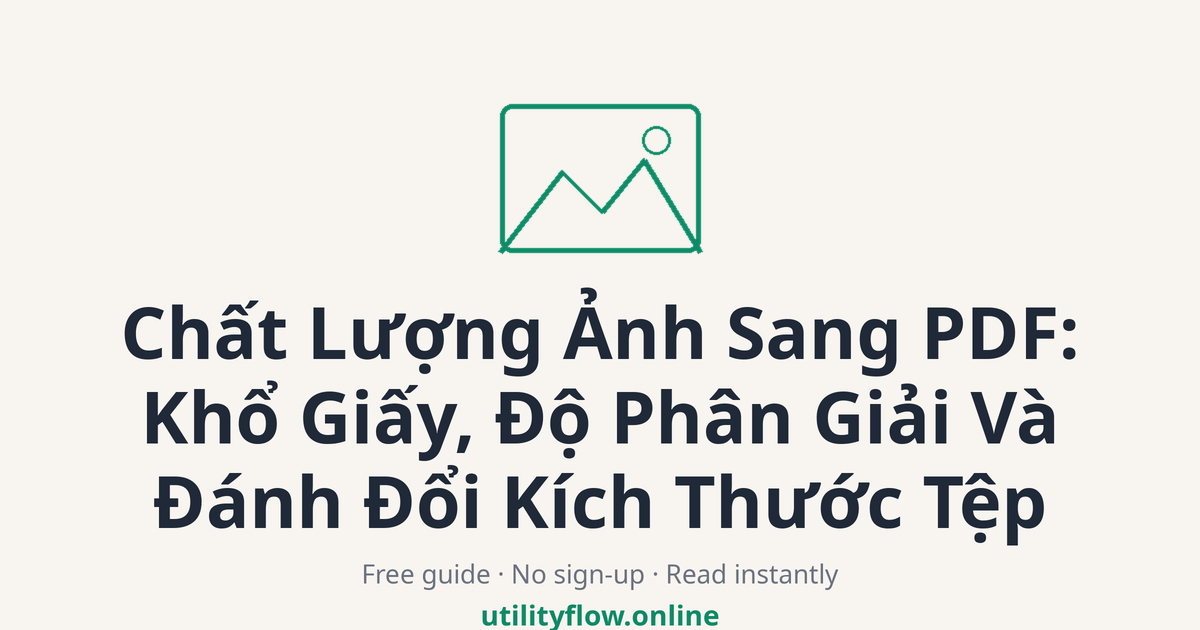 Chất Lượng Ảnh Sang PDF:
Khổ Giấy, Độ Phân Giải Và
Đánh Đổi Kích Thước Tệp
Free guide · No sign-up · Read instantly
utilityflow.online